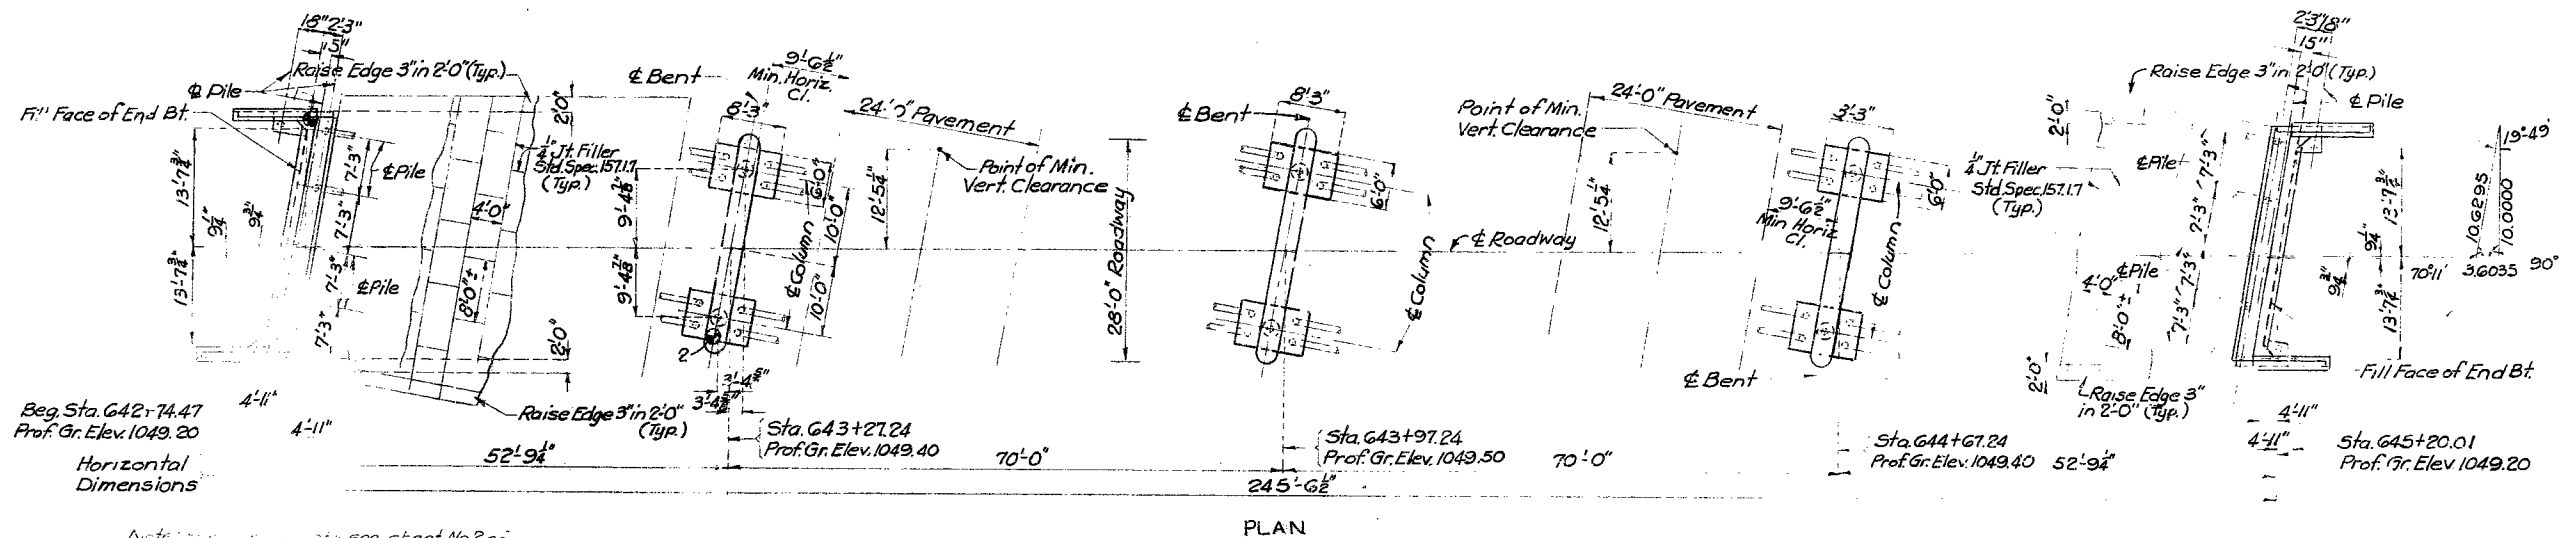 18" 2'-3"
15"
Raise Edge 3" in 2'-0" (Typ.)
℄ Pile
Fill Face of End Bt.
13'-7¾"
13'-7¾"
9¼"
9¾"
7'-3"
7'-3"
7'-3"
7'-3"
℄ Pile
℄ Pile
2'-0"
¼" Jt. Filler
Std. Spec. 157.1.7
(Typ.)
4'-0"
8'-0"±
2'-0"
Raise Edge 3" in 2'-0"
(Typ.)
Beg. Sta. 642+74.47
Prof. Gr. Elev. 1049.20
4'-11"
4'-11"
Horizontal
Dimensions
52'-9¼"
℄ Bent
9'-6½"
Min. Horiz.
Cl.
8'-3"
24'-0" Pavement
9'-4⅞"
9'-4⅞"
6'-0"
10'-0"
10'-0"
℄ Column
12'-5¼"
Point of Min.
Vert. Clearance
2
3'-4⅝"
3'-4⅝"
Sta. 643+27.24
Prof. Gr. Elev. 1049.40
70'-0"
28'-0" Roadway
℄ Bent
8'-3"
6'-0"
℄ Column
℄ Roadway
Sta. 643+97.24
Prof. Gr. Elev. 1049.50
70'-0"
245'-6½"
Point of Min.
Vert. Clearance
24'-0" Pavement
12'-5¼"
9'-6½"
Min. Horiz.
Cl.
-3"
6'-0"
℄ Column
℄ Bent
Sta. 644+67.24
Prof. Gr. Elev. 1049.40
52'-9¼"
2'-3" 18"
15"
Raise Edge 3" in 2'-0" (Typ.)
℄ Pile
2'-0"
¼" Jt. Filler
Std. Spec. 157.1.7
(Typ.)
℄ Pile
7'-3"
7'-3"
7'-3"
7'-3"
℄ Pile
4'-0"
8'-0"±
2'-0"
Raise Edge 3"
in 2'-0" (Typ.)
9¾"
9¼"
13'-7¾"
13'-7¾"
19°-49'
10.6295
10.0000
70°11'
3.6035
90°
Fill Face of End Bt.
4'-11"
4'-11"
Sta. 645+20.01
Prof. Gr. Elev. 1049.20
PLAN
see sheet No.